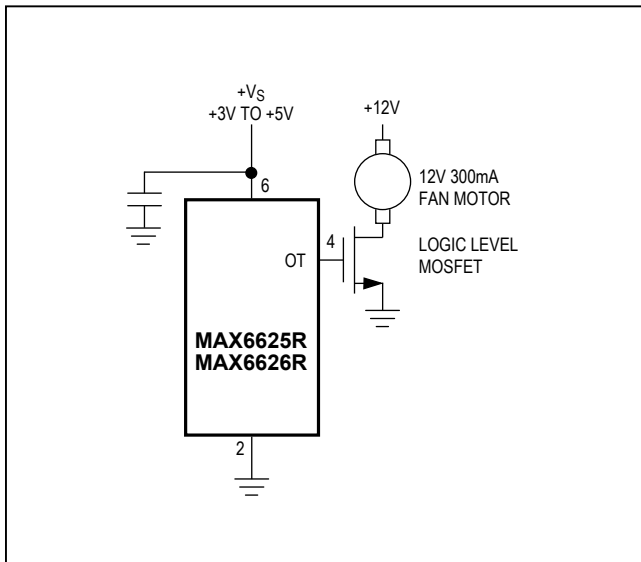 +VS
+3V TO +5V
+12V
6
12V 300mA
FAN MOTOR
4
OT
LOGIC LEVEL
MOSFET
MAX6625R
MAX6626R
2